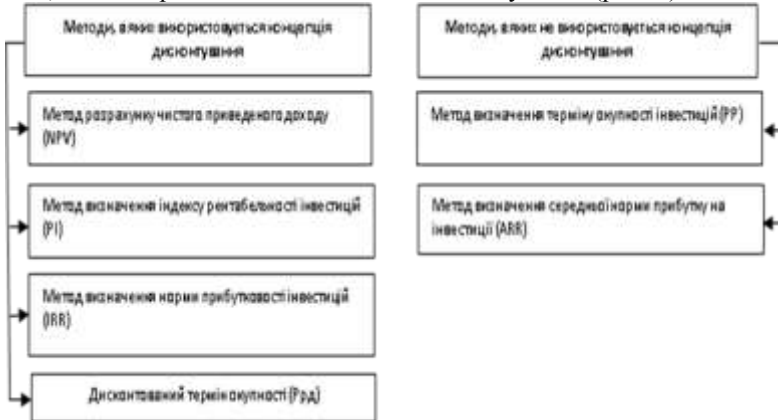 Методи, в яких використовується концепція
дисконтування
Метод розрахунку чистого приведеного доходу
(NPV)
Метод визначення індексу рентабельності інвестицій
(PI)
Метод визначення норми прибутковості інвестицій
(IRR)
Дисконтований термін окупності (Ррд)
Методи, в яких не використовується концепція
дисконтування
Метод визначення терміну окупності інвестицій (PP)
Метод визначення середньої норми прибутку на
інвестиції (ARR)